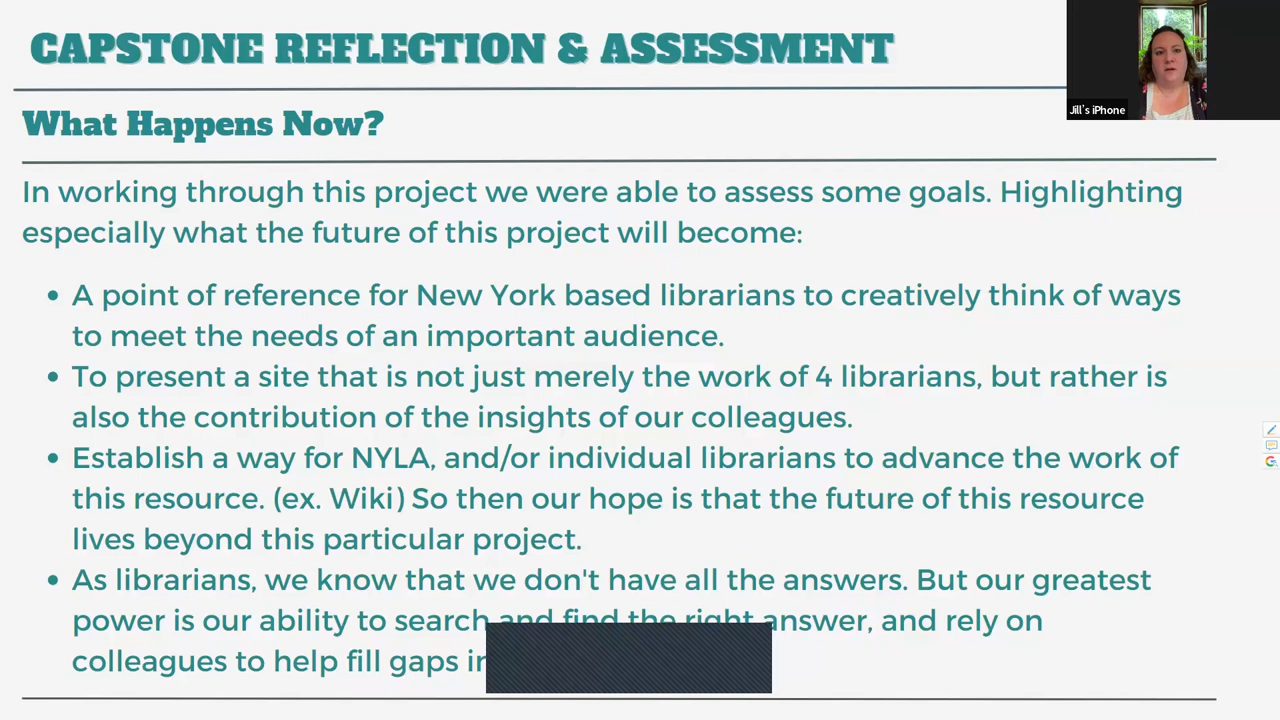 CAPSTONE REFLECTION & ASSESSMENT
Jill's iPhone
What Happens Now?
In working through this project we were able to assess some goals. Highlighting
especially what the future of this project will become:
• A point of reference for New York based librarians to creatively think of ways
to meet the needs of an important audience.
• To present a site that is not just merely the work of 4 librarians, but rather is
also the contribution of the insights of our colleagues.
• Establish a way for NYLA, and/or individual librarians to advance the work of
this resource. (ex. Wiki) So then our hope is that the future of this resource
lives beyond this particular project.
• As librarians, we know that we don't have all the answers. But our greatest
power is our ability to search and find the right answer, and rely on
colleagues to help fill gaps